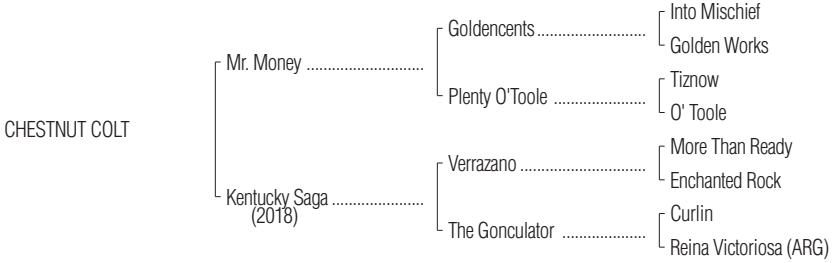 Into Mischief
Goldencents
Golden Works
Mr. Money
Tiznow
Plenty O'Toole
O' Toole
CHESTNUT COLT
More Than Ready
Verrazano
Enchanted Rock
Kentucky Saga
(2018)
Curlin
The Gonculator
Reina Victoriosa (ARG)